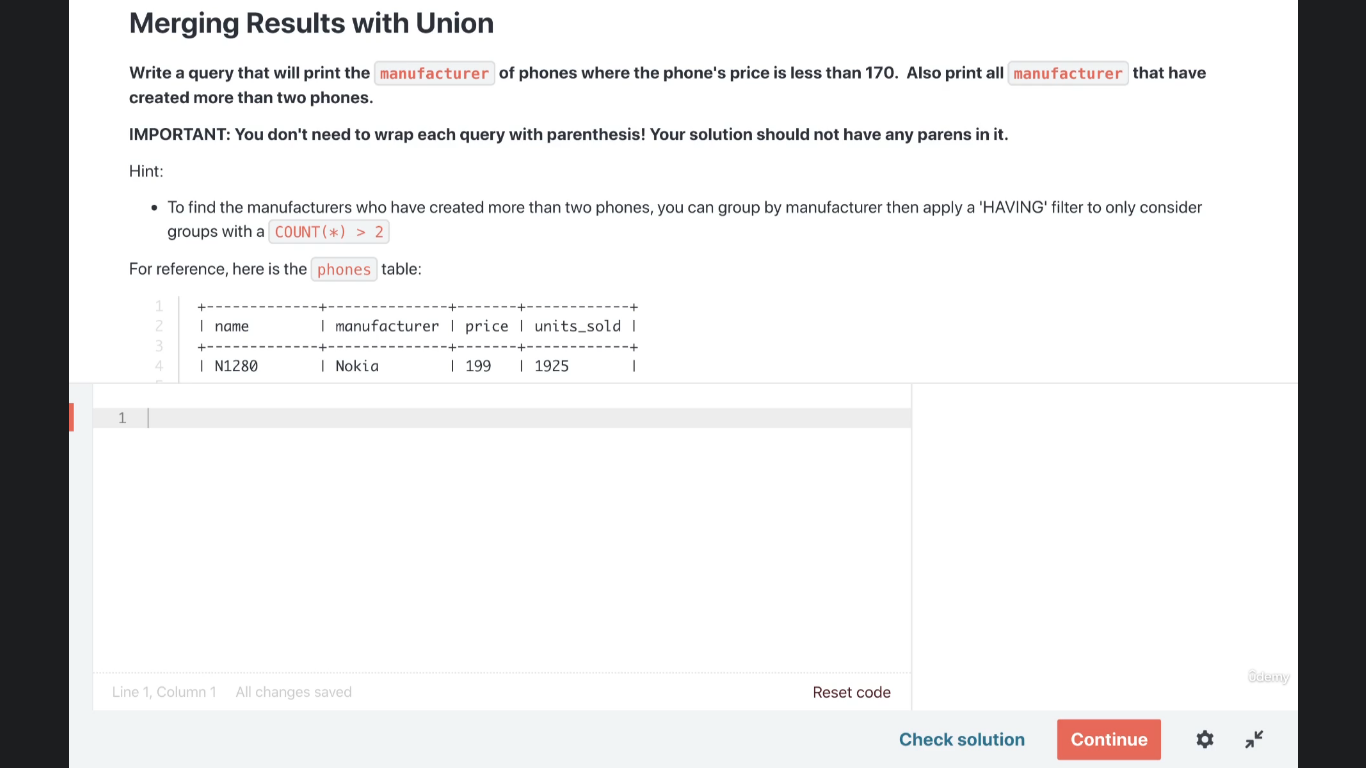 Merging Results with Union
Write a query that will print the manufacturer of phones where the phone's price is less than 170. Also print all manufacturer that have
created more than two phones.
IMPORTANT: You don't need to wrap each query with parenthesis! Your solution should not have any parens in it.
Hint:
• To find the manufacturers who have created more than two phones, you can group by manufacturer then apply a 'HAVING' filter to only consider
groups with a COUNT(*) > 2
For reference, here is the phones table:
1 +-------------+--------------+-------+------------+
2 | name | manufacturer | price | units_sold |
3 +-------------+--------------+-------+------------+
4 | N1280 | Nokia | 199 | 1925 |
1
Line 1, Column 1 All changes saved Reset code
ûdemy
Check solution Continue